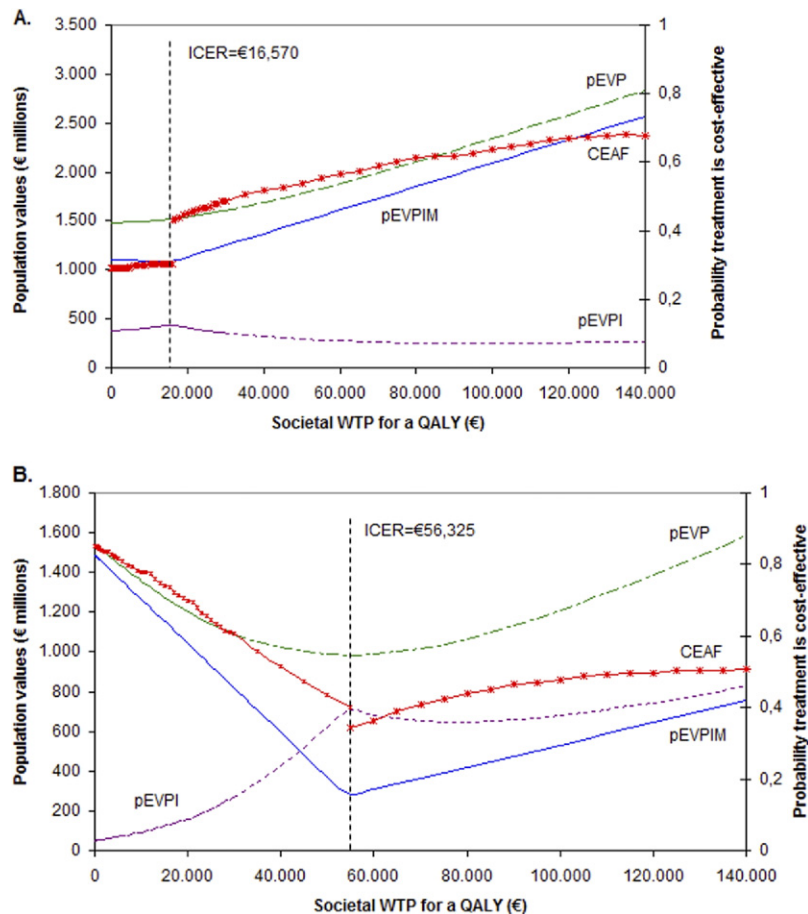 A.
3.500
3.000
2.500
2.000
1.500
1.000
500
0
Population values (€ millions)
ICER=€16,570
pEVP
CEAF
pEVPIM
pEVPI
1
0,8
0,6
0,4
0,2
0
Probability treatment is cost-effective
0 20.000 40.000 60.000 80.000 100.000 120.000 140.000
Societal WTP for a QALY (€)
B.
1.800
1.600
1.400
1.200
1.000
800
600
400
200
0
Population values (€ millions)
ICER=€56,325
pEVP
CEAF
pEVPIM
pEVPI
1
0,8
0,6
0,4
0,2
0
Probability treatment is cost-effective
0 20.000 40.000 60.000 80.000 100.000 120.000 140.000
Societal WTP for a QALY (€)